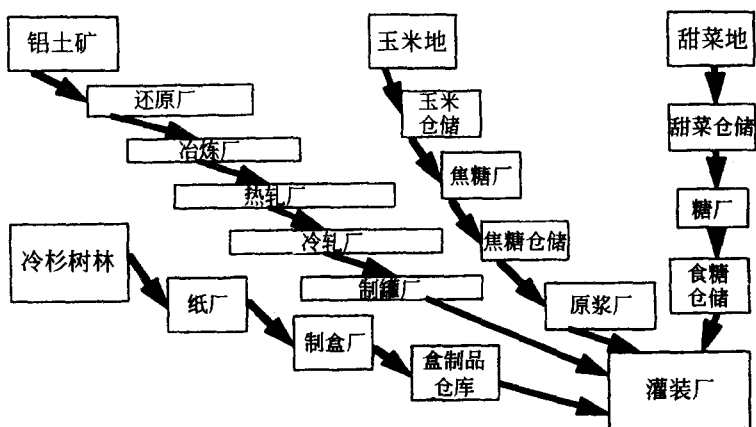 铝土矿
玉米地
甜菜地
还原厂
玉米
仓储
甜菜仓储
冶炼厂
焦糖厂
热轧厂
糖厂
冷杉树林
冷轧厂
焦糖仓储
食糖
仓储
制罐厂
纸厂
原浆厂
制盒厂
盒制品
仓库
灌装厂